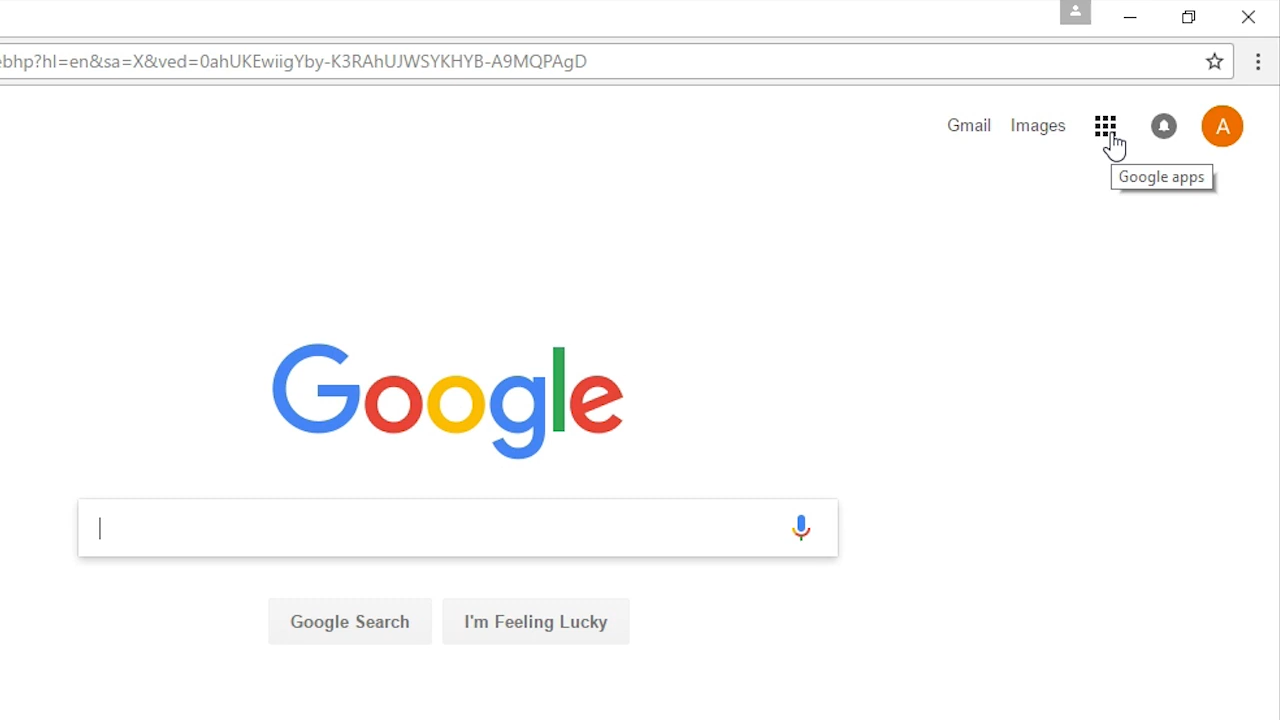 ebhp?hl=en&sa=X&ved=0ahUKEwiigYby-K3RAhUJWSYKHYB-A9MQPAgD
Gmail Images A
Google apps
Google
Google Search I'm Feeling Lucky